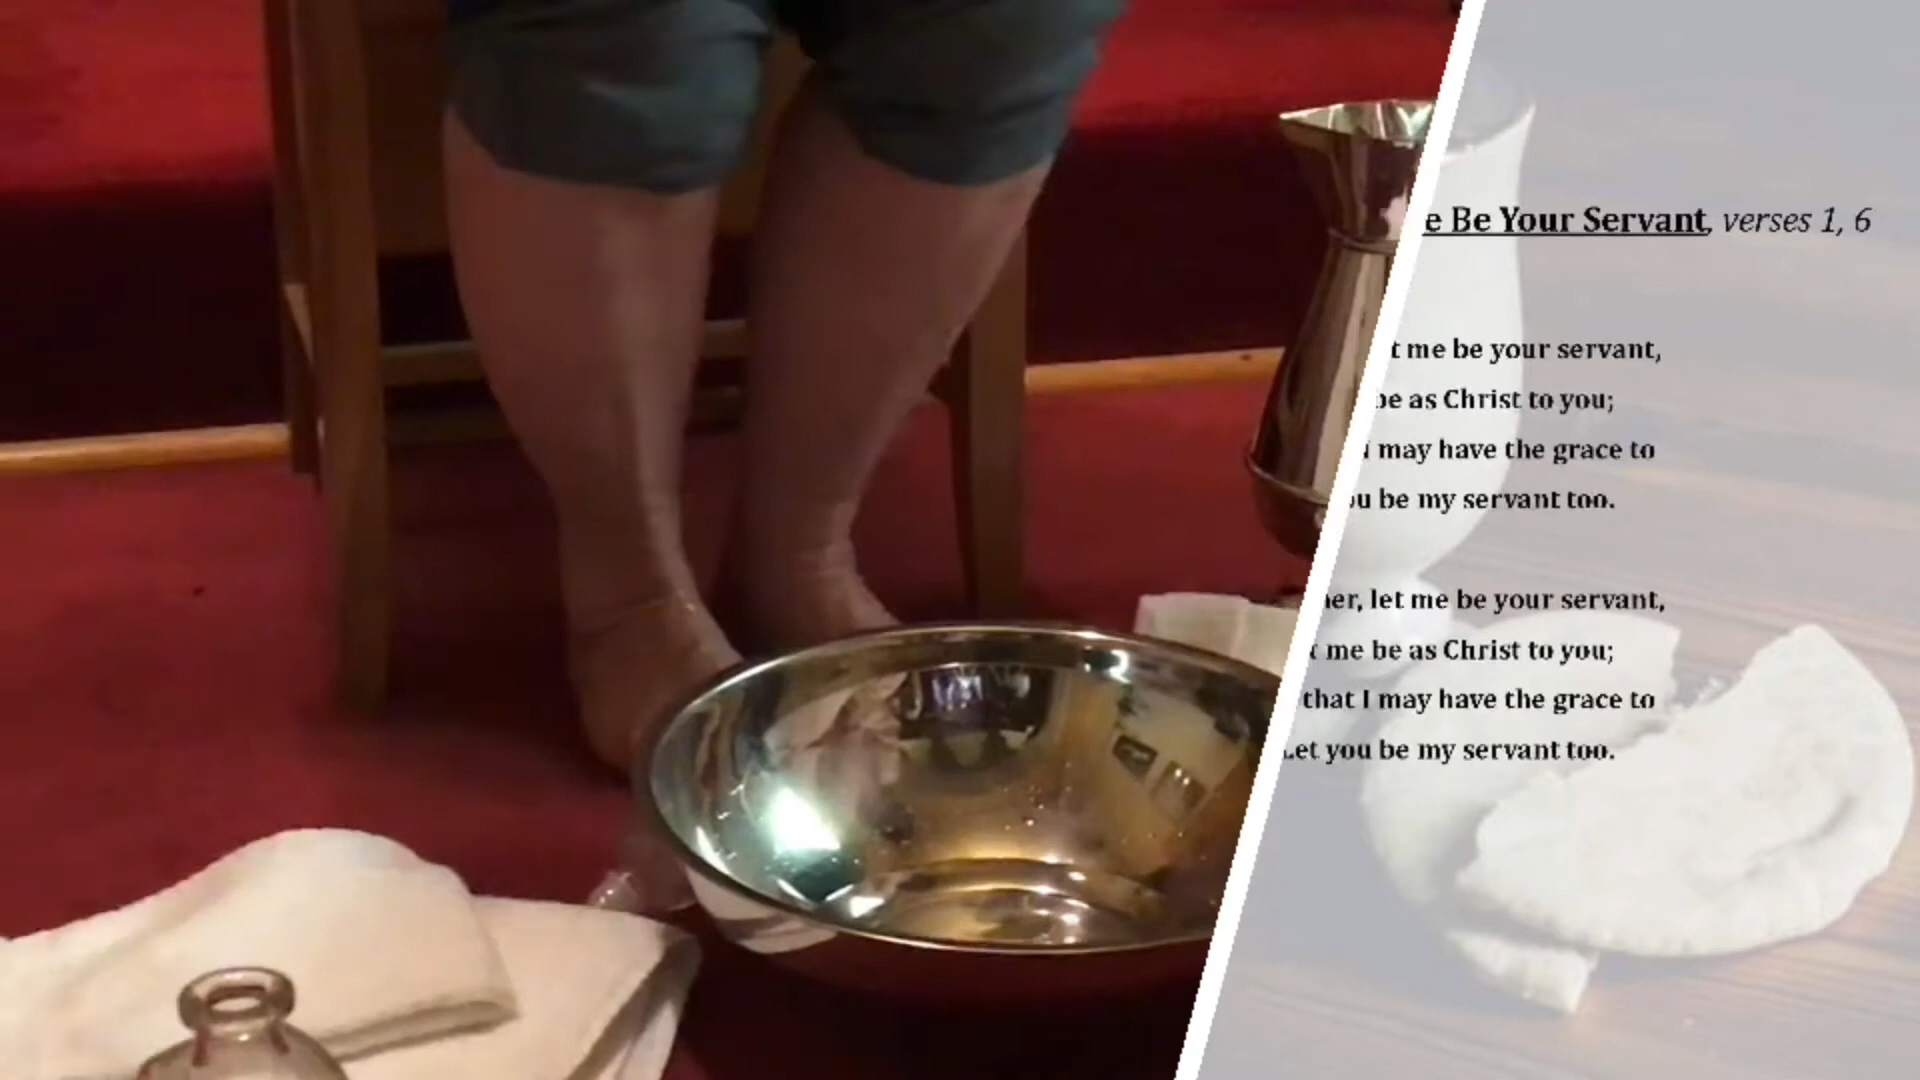 e Be Your Servant, verses 1, 6
t me be your servant,
be as Christ to you;
may have the grace to
u be my servant too.
er, let me be your servant,
me be as Christ to you;
that I may have the grace to
Let you be my servant too.